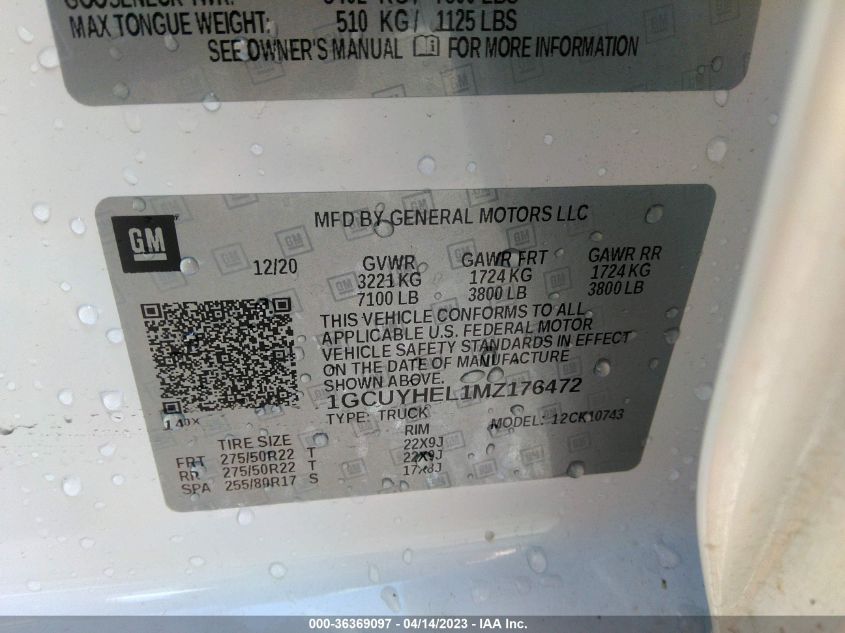 MAX TONGUE WEIGHT: 510 KG/ 1125 LBS
SEE OWNER'S MANUAL FOR MORE INFORMATION
GM
MFD BY GENERAL MOTORS LLC
12/20 GVWR GAWR FRT GAWR RR
3221 KG 1724 KG 1724 KG
7100 LB 3800 LB 3800 LB
THIS VEHICLE CONFORMS TO ALL
APPLICABLE U.S. FEDERAL MOTOR
VEHICLE SAFETY STANDARDS IN EFFECT
ON THE DATE OF MANUFACTURE
SHOWN ABOVE.
1GCUYHEL1MZ176472
TYPE: TRUCK MODEL: 12CK10743
TIRE SIZE RIM
FRT 275/50R22 T 22X9J
RR 275/50R22 T 22X9J
SPA 255/80R17 S 17X8J
000-36369097 - 04/14/2023 - IAA Inc.